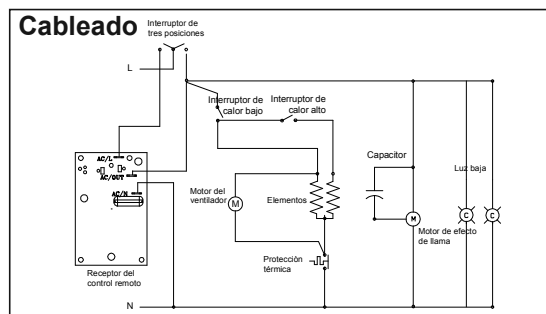 Cableado
Interruptor de
tres posiciones
L
Interruptor de
calor bajo
Interruptor de
calor alto
AC/L
AC/OUT
AC/N
Capacitor
Luz baja
Motor del
ventilador
M
Elementos
M
C
C
Motor de efecto
de llama
Protección
térmica
Receptor del
control remoto
N